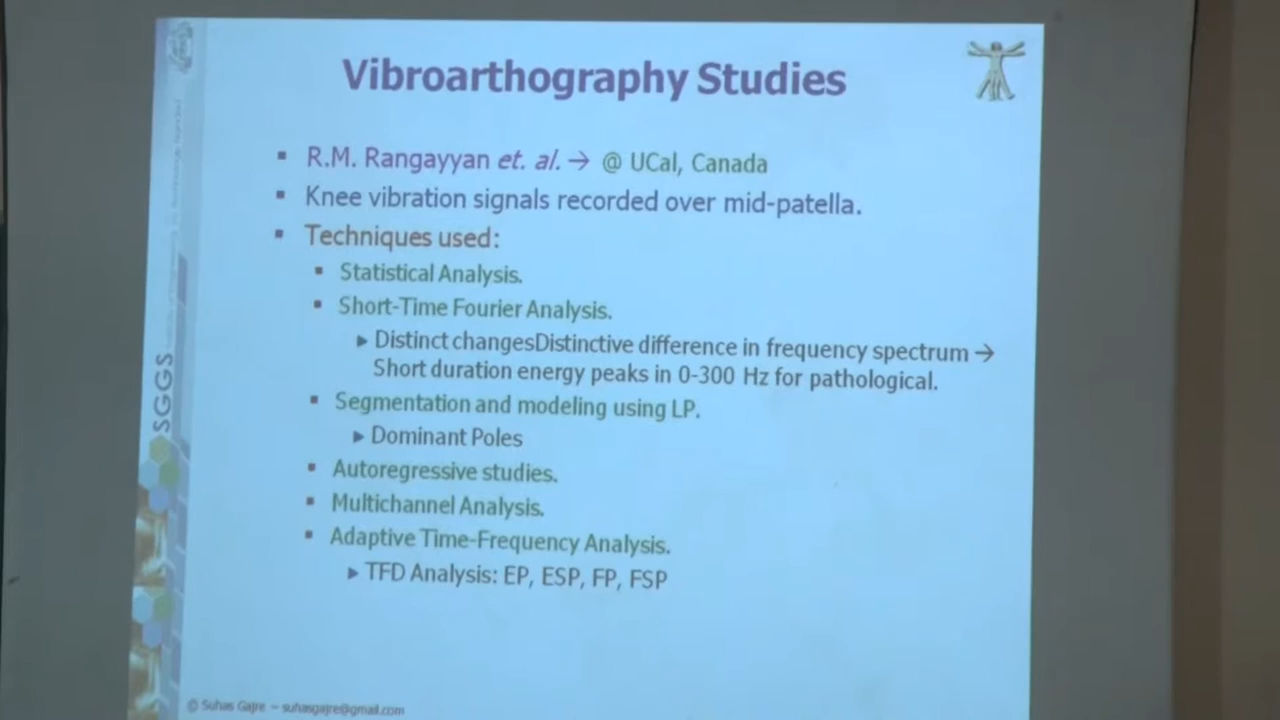 Vibroarthography Studies
R.M. Rangayyan et. al. → @ UCal, Canada
Knee vibration signals recorded over mid-patella.
Techniques used:
Statistical Analysis.
Short-Time Fourier Analysis.
Distinct changesDistinctive difference in frequency spectrum →
Short duration energy peaks in 0-300 Hz for pathological.
Segmentation and modeling using LP.
Dominant Poles
Autoregressive studies.
Multichannel Analysis.
Adaptive Time-Frequency Analysis.
TFD Analysis: EP, ESP, FP, FSP
SGGS
© Suhas Gajre – suhasgajre@gmail.com